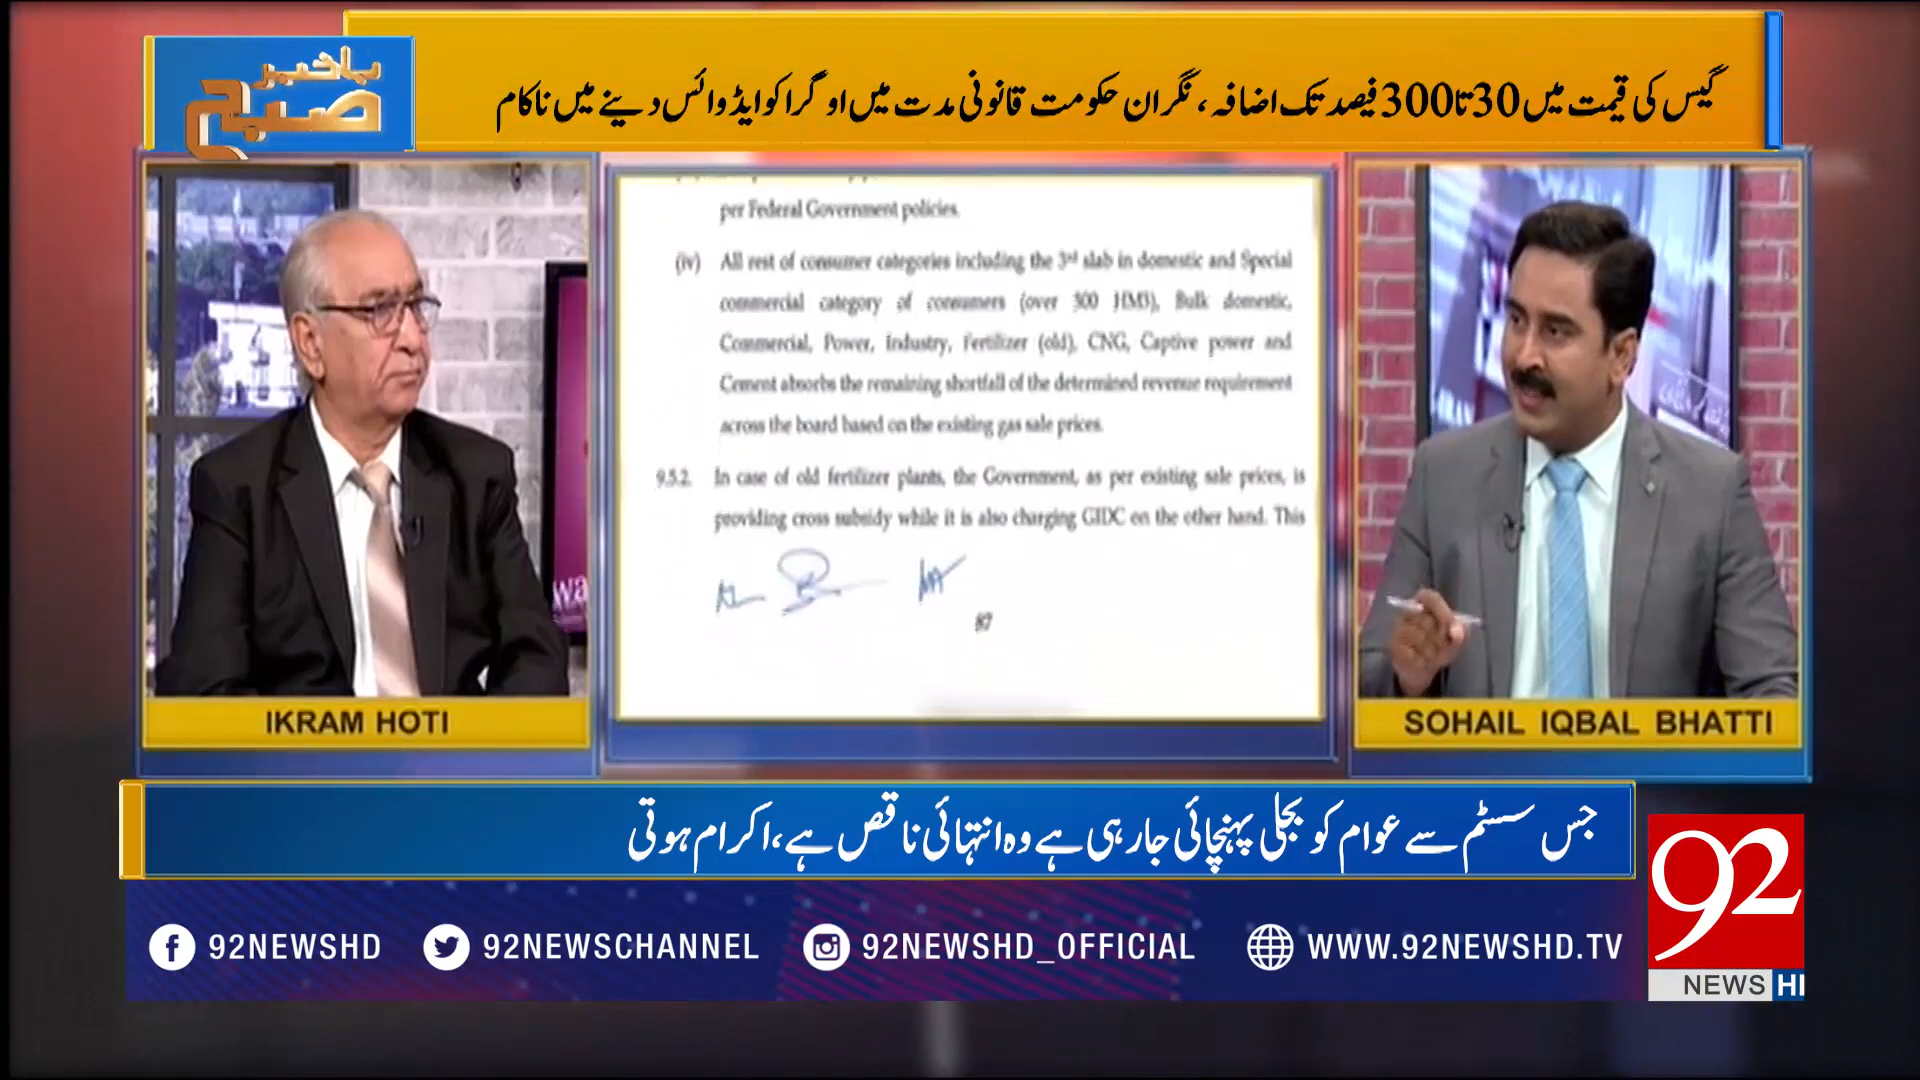 باخبر
صبح
گیس کی قیمت میں 30 تا 300 فیصد تک اضافہ، نگران حکومت قانونی مدت میں اوگرا کو ایڈوائس دینے میں ناکام
per Federal Government policies.
(iv) All rest of consumer categories including the 3rd slab in domestic and Special
commercial category of consumers (over 300 HM3), Bulk domestic,
Commercial, Power, Industry, Fertilizer (old), CNG, Captive power and
Cement absorbs the remaining shortfall of the determined revenue requirement
across the board based on the existing gas sale prices.
9.5.2. In case of old fertilizer plants, the Government, as per existing sale prices, is
providing cross subsidy while it is also charging GIDC on the other hand. This
87
IKRAM HOTI
SOHAIL IQBAL BHATTI
جس سسٹم سے عوام کو بجلی پہنچائی جارہی ہے وہ انتہائی ناقص ہے، اکرام ہوتی
92NEWSHD
92NEWSCHANNEL
92NEWSHD_OFFICIAL
WWW.92NEWSHD.TV
92
NEWS HI